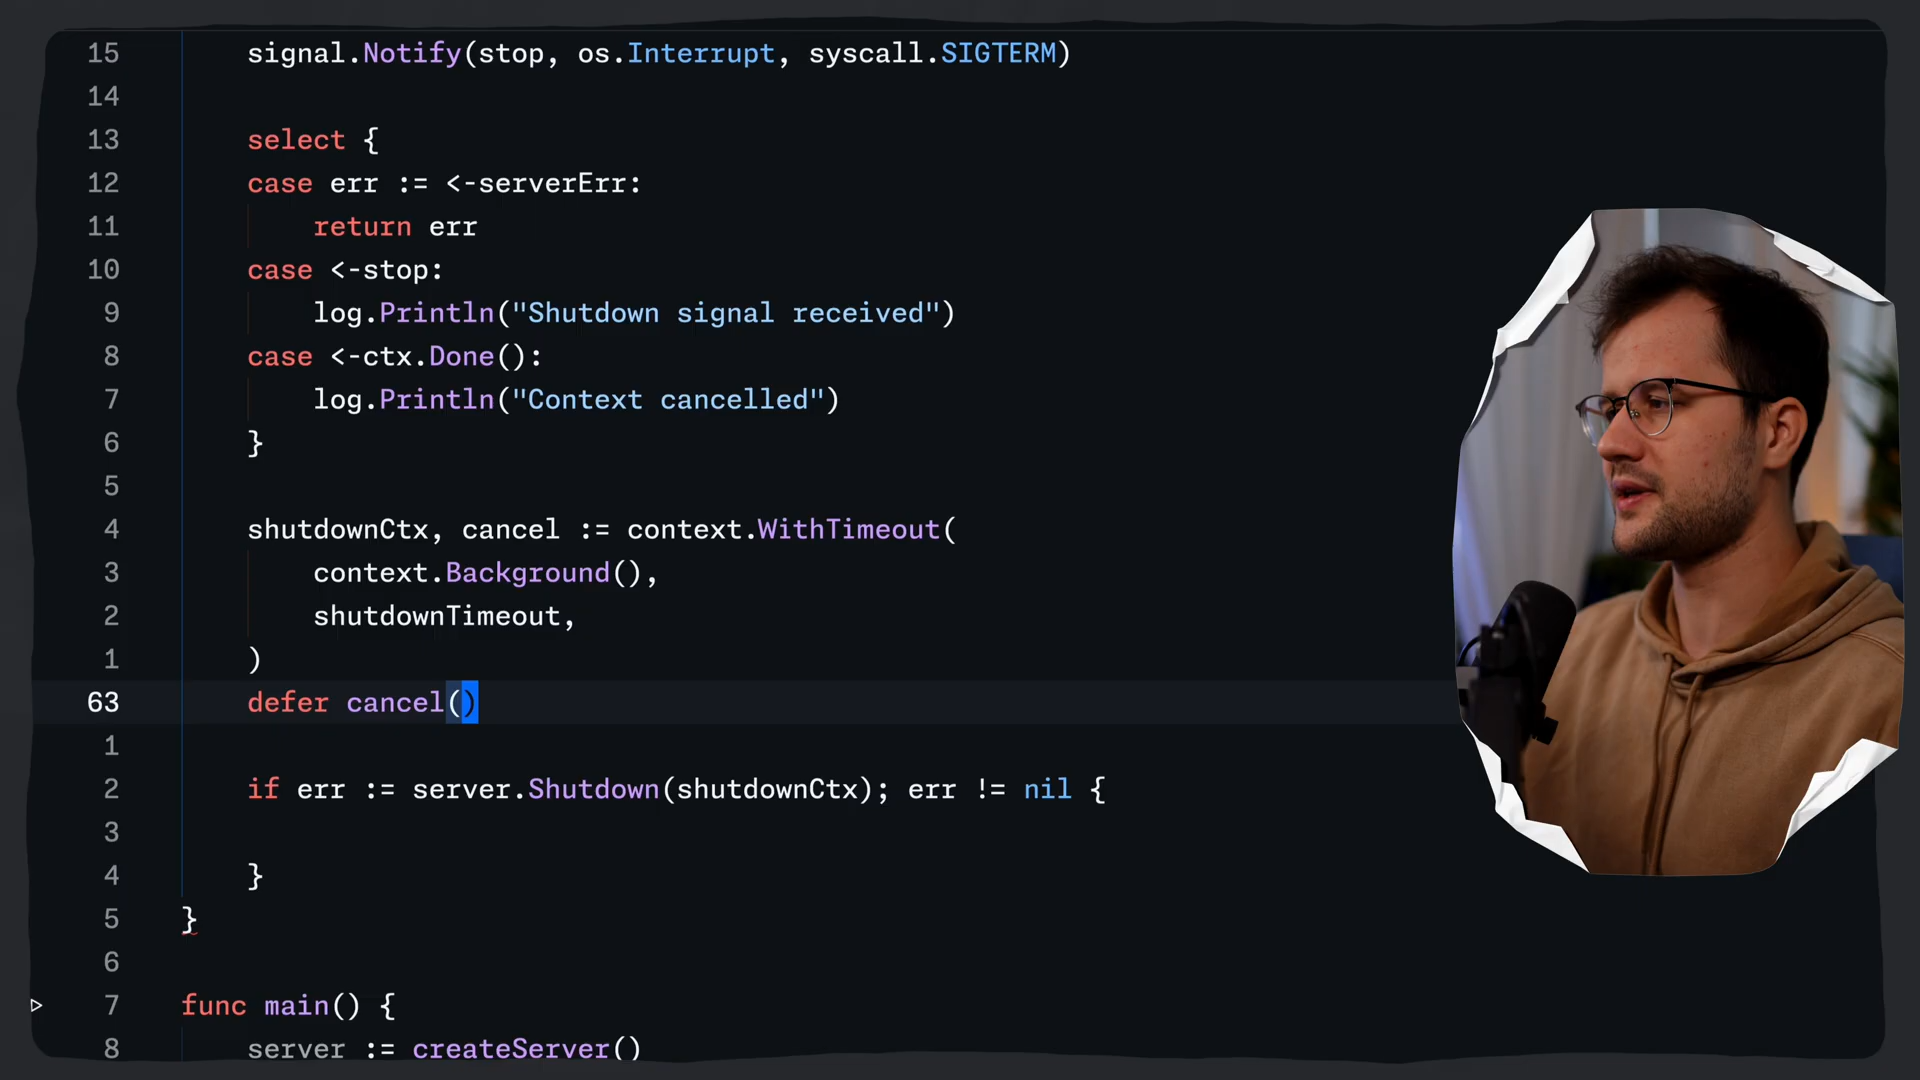 15 signal.Notify(stop, os.Interrupt, syscall.SIGTERM)
14
13 select {
12 case err := <-serverErr:
11 return err
10 case <-stop:
9 log.Println("Shutdown signal received")
8 case <-ctx.Done():
7 log.Println("Context cancelled")
6 }
5
4 shutdownCtx, cancel := context.WithTimeout(
3 context.Background(),
2 shutdownTimeout,
1 )
63 defer cancel()
1
2 if err := server.Shutdown(shutdownCtx); err != nil {
3
4 }
5 }
6
7 func main() {
8 server := createServer()